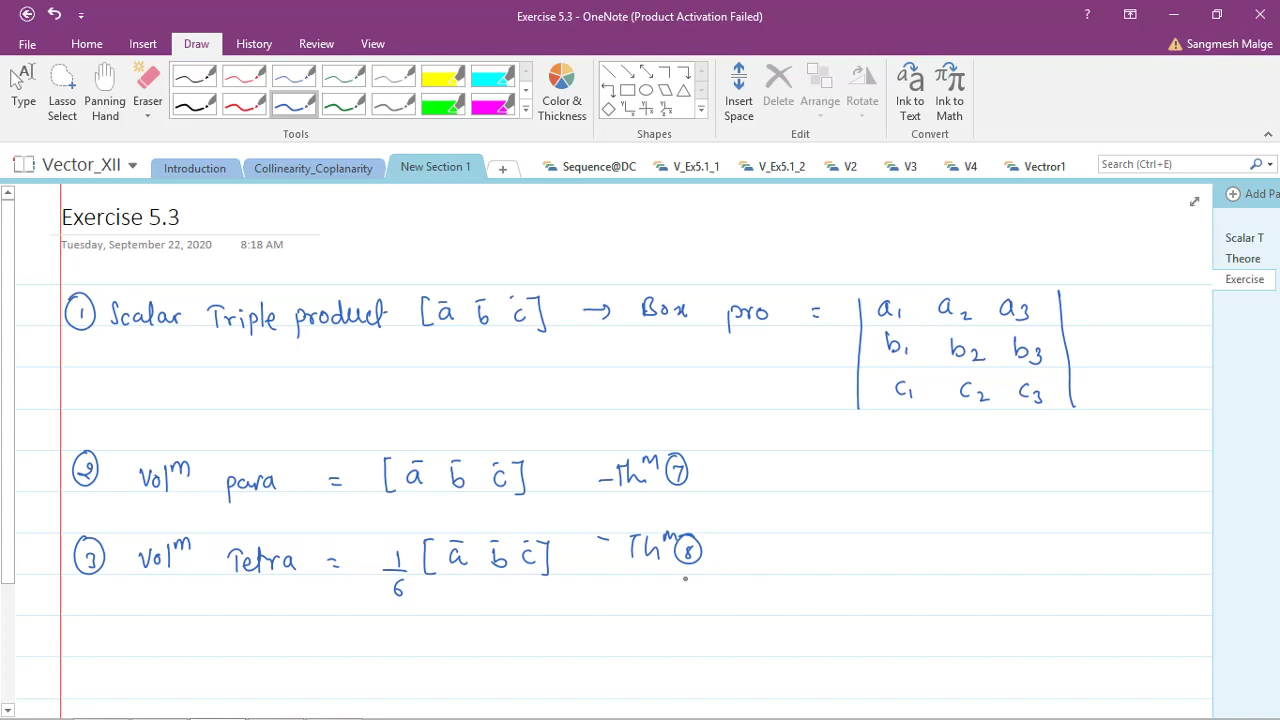 Exercise 5.3 - OneNote (Product Activation Failed)
File Home Insert Draw History Review View Sangmesh Malge
Type Lasso Select Panning Hand Eraser Color & Thickness Insert Space Delete Arrange Rotate Ink to Text Ink to Math
Tools Shapes Edit Convert
Vector_XII Introduction Collinearity_Coplanarity New Section 1 Sequence@DC V_Ex5.1_1 V_Ex5.1_2 V2 V3 V4 Vectror1 Search (Ctrl+E)
Exercise 5.3
Tuesday, September 22, 2020 8:18 AM
Add Pa
Scalar T
Theore
Exercise
① Scalar Triple product [ā b̄ c̄] → Box pro = | a₁ a₂ a₃ |
| b₁ b₂ b₃ |
| c₁ c₂ c₃ |
② Volᵐ para = [ā b̄ c̄] - Thᵐ ⑦
③ Volᵐ Tetra = 1/6 [ā b̄ c̄] - Thᵐ ⑧